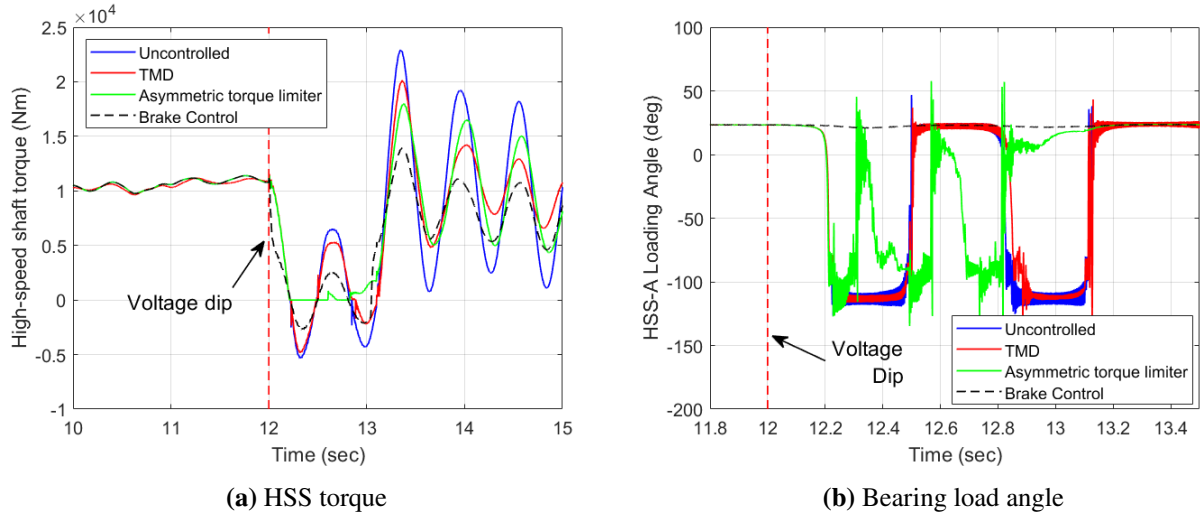 ×10⁴
2.5
2
1.5
1
0.5
0
-0.5
-1
High-speed shaft torque (Nm)
Uncontrolled
TMD
Asymmetric torque limiter
Brake Control
Voltage dip
10 11 12 13 14 15
Time (sec)
(a) HSS torque
100
50
0
-50
-100
-150
-200
HSS-A Loading Angle (deg)
Voltage
Dip
Uncontrolled
TMD
Asymmetric torque limiter
Brake Control
11.8 12 12.2 12.4 12.6 12.8 13 13.2 13.4
Time (sec)
(b) Bearing load angle